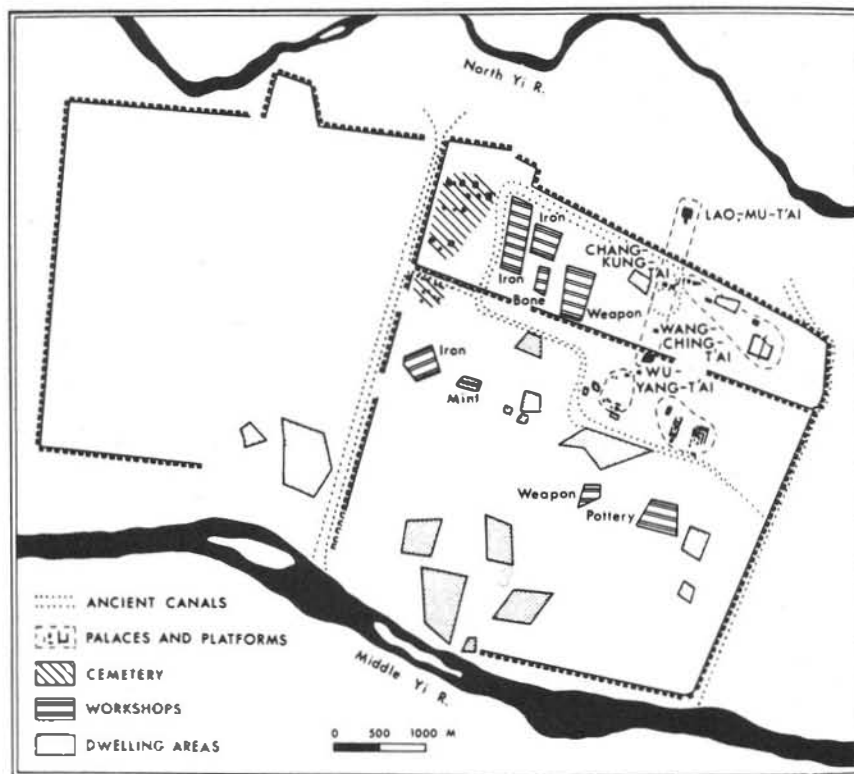 North Yi R.
LAO-MU-T'AI
Iron
CHANG-
KUNG-
T'AI
Iron
Bone
Weapon
WANG-
CHING-
T'AI
Iron
WU-
YANG-T'AI
Mint
Weapon
Pottery
ANCIENT CANALS
PALACES AND PLATFORMS
CEMETERY
WORKSHOPS
DWELLING AREAS
Middle Yi R.
0 500 1000 M